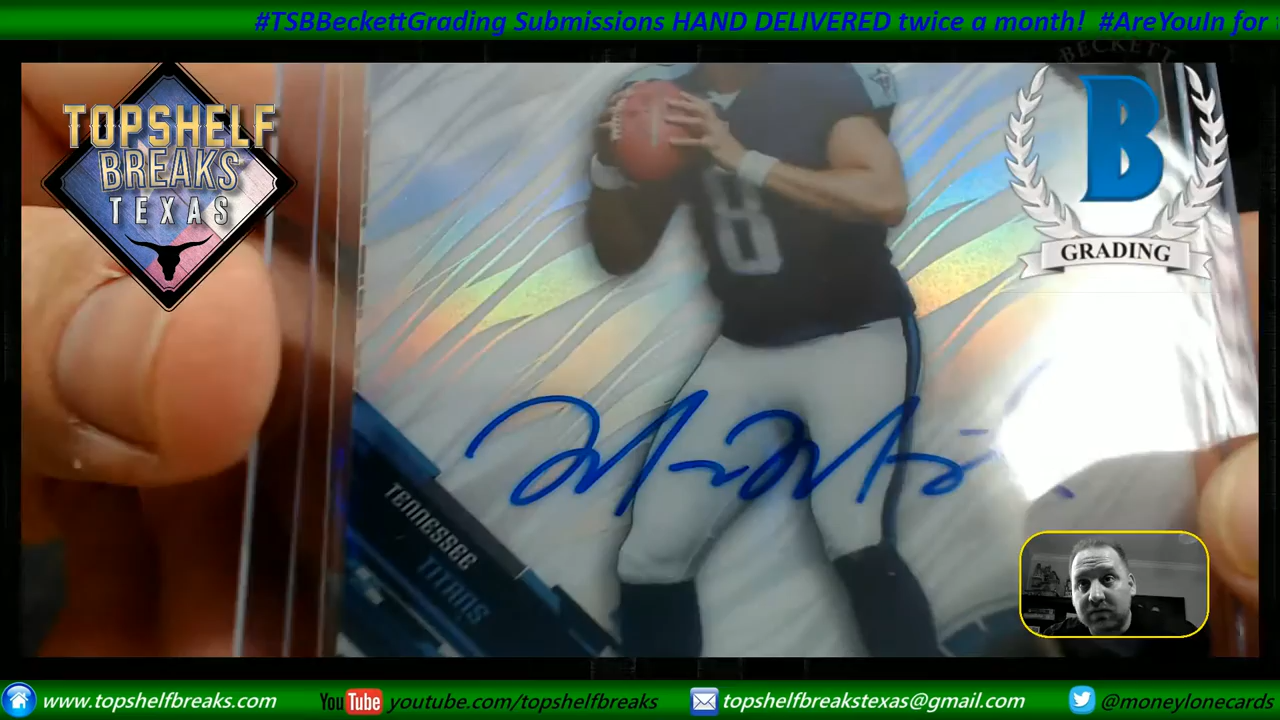 #TSBBeckettGrading Submissions HAND DELIVERED twice a month! #AreYouIn for
BECKETT
B
GRADING
TOPSHELF
BREAKS
TEXAS
8
TENNESSEE
TITANS
www.topshelfbreaks.com
YouTube youtube.com/topshelfbreaks
topshelfbreakstexas@gmail.com
@moneylonecards